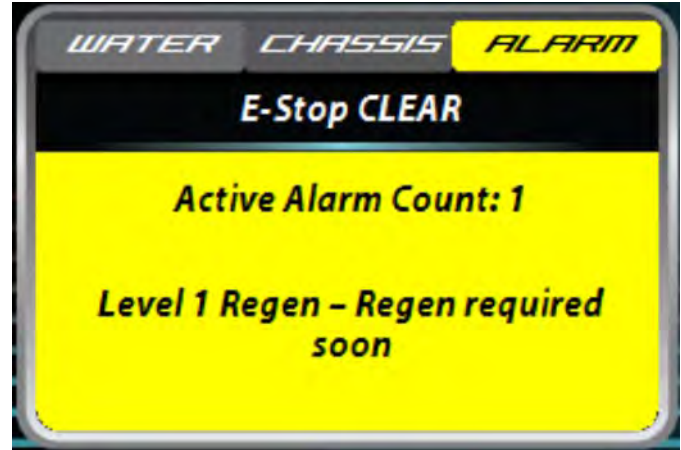 WATER CHASSIS ALARM
E-Stop CLEAR
Active Alarm Count: 1
Level 1 Regen – Regen required
soon